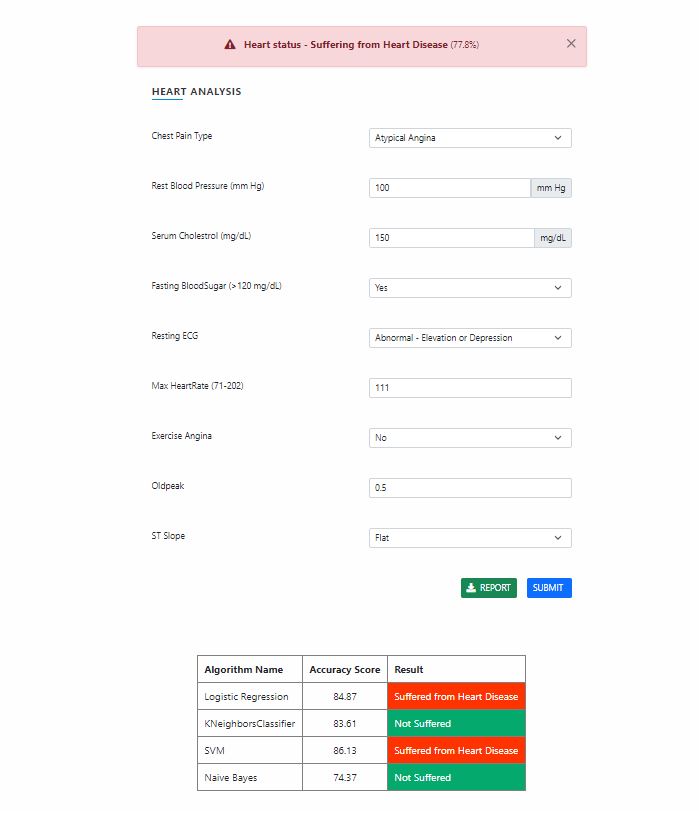 Heart status - Suffering from Heart Disease (77.8%)
HEART ANALYSIS
Chest Pain Type Atypical Angina
Rest Blood Pressure (mm Hg) 100 mm Hg
Serum Cholestrol (mg/dL) 150 mg/dL
Fasting BloodSugar (>120 mg/dL) Yes
Resting ECG Abnormal - Elevation or Depression
Max HeartRate (71-202) 111
Exercise Angina No
Oldpeak 0.5
ST Slope Flat
REPORT SUBMIT
Algorithm Name Accuracy Score Result
Logistic Regression 84.87 Suffered from Heart Disease
KNeighborsClassifier 83.61 Not Suffered
SVM 86.13 Suffered from Heart Disease
Naive Bayes 74.37 Not Suffered